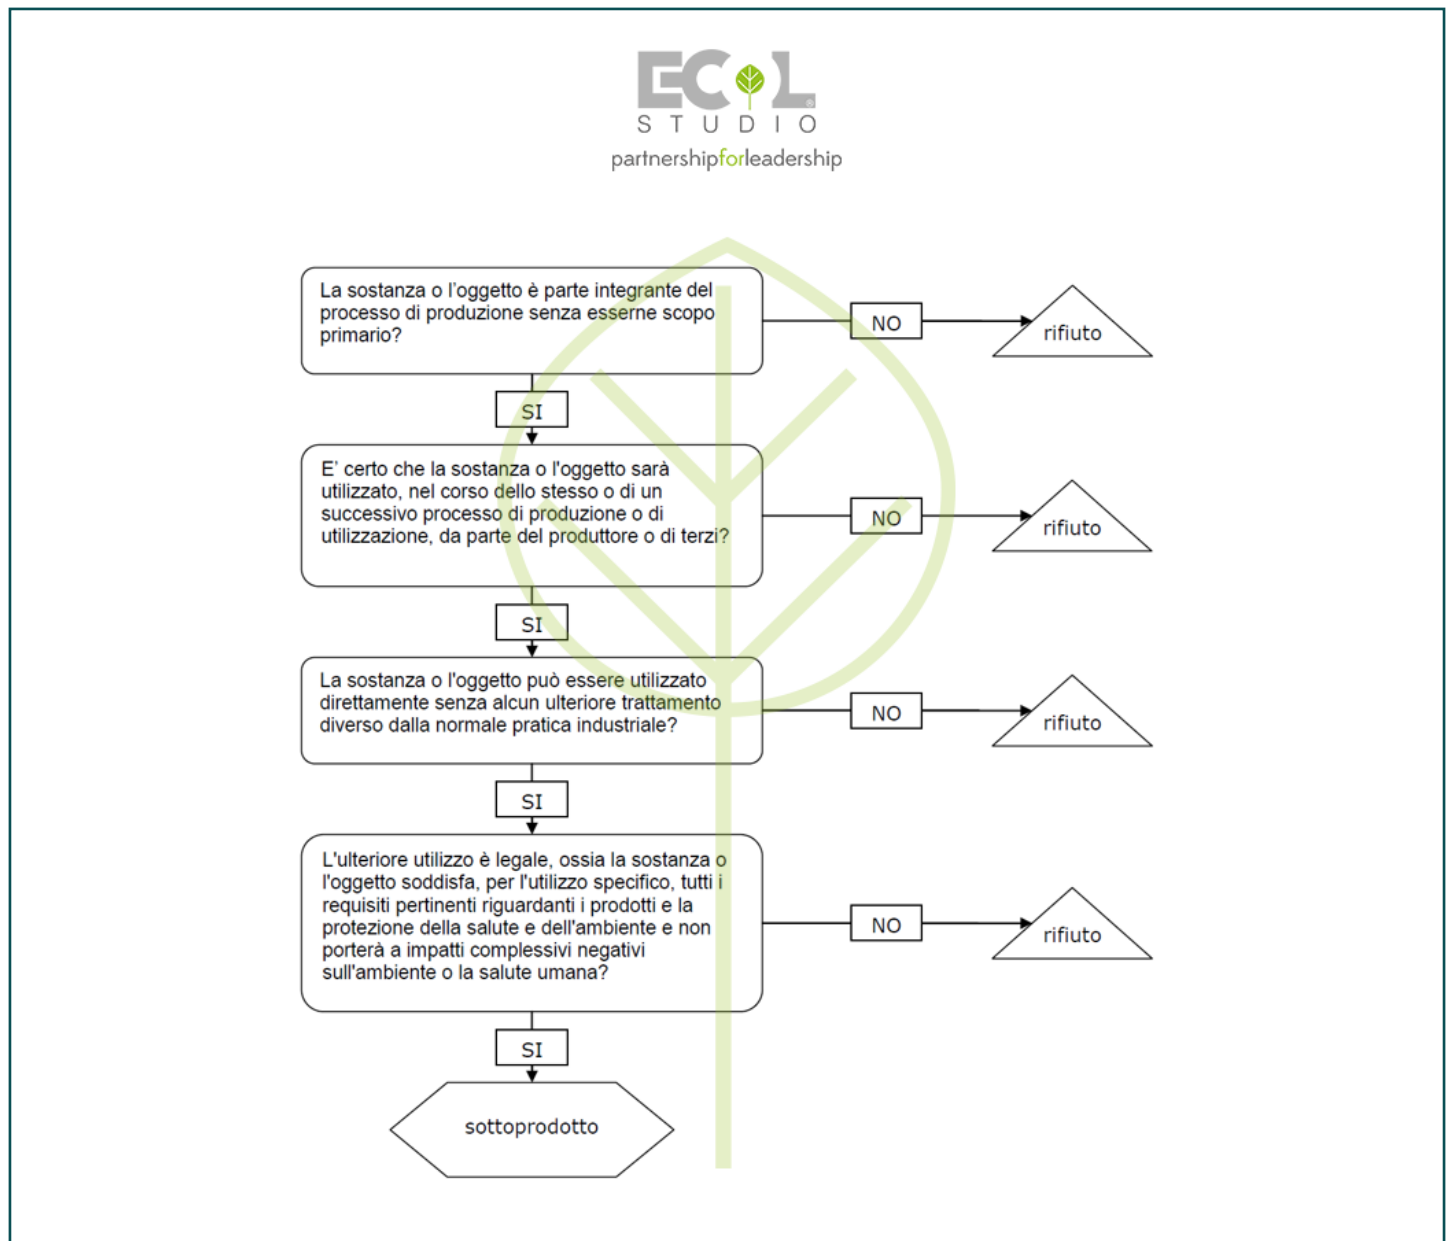 ECOL
STUDIO
partnershipforleadership
La sostanza o l'oggetto è parte integrante del
processo di produzione senza esserne scopo
primario?
NO
rifiuto
SI
E' certo che la sostanza o l'oggetto sarà
utilizzato, nel corso dello stesso o di un
successivo processo di produzione o di
utilizzazione, da parte del produttore o di terzi?
NO
rifiuto
SI
La sostanza o l'oggetto può essere utilizzato
direttamente senza alcun ulteriore trattamento
diverso dalla normale pratica industriale?
NO
rifiuto
SI
L'ulteriore utilizzo è legale, ossia la sostanza o
l'oggetto soddisfa, per l'utilizzo specifico, tutti i
requisiti pertinenti riguardanti i prodotti e la
protezione della salute e dell'ambiente e non
porterà a impatti complessivi negativi
sull'ambiente o la salute umana?
NO
rifiuto
SI
sottoprodotto